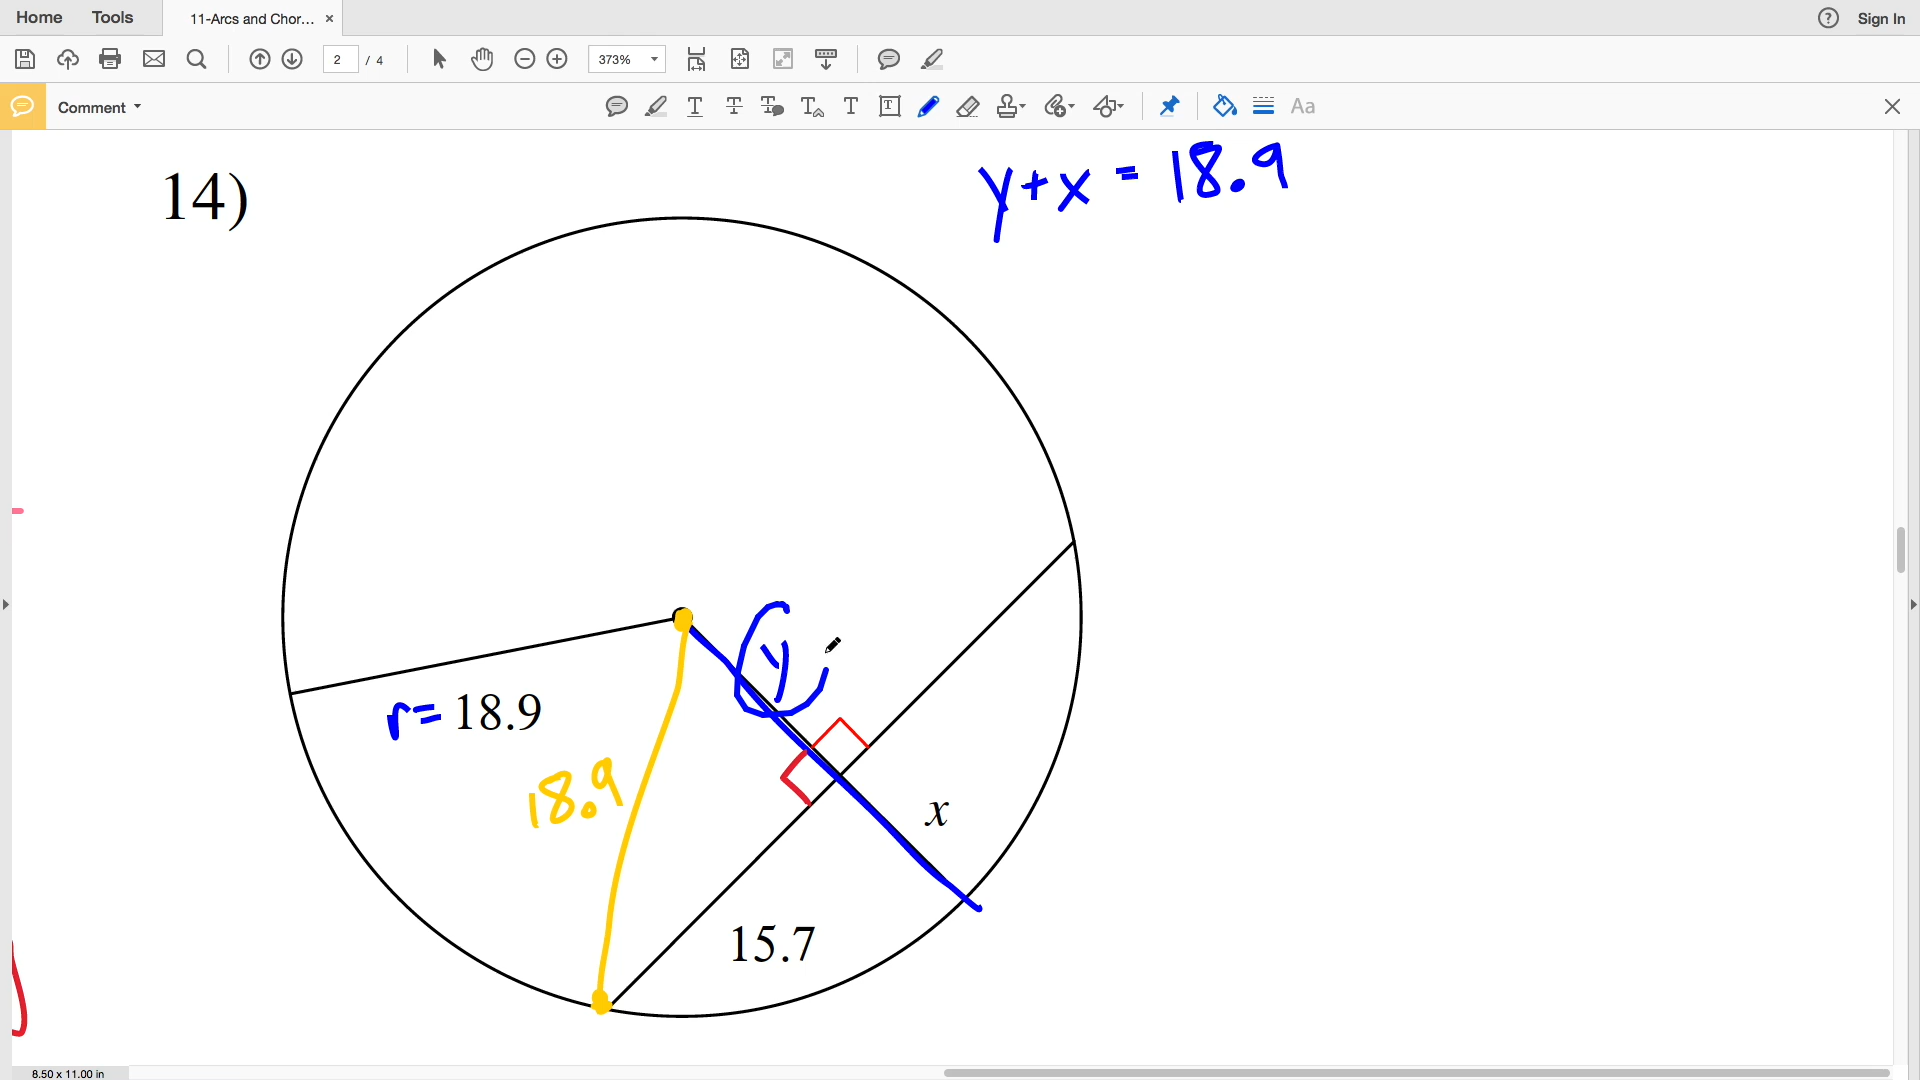 Home Tools 11-Arcs and Chor... × ? Sign In
2 / 4 373%
Comment T T T T T T Aa
14)
y+x = 18.9
y
r= 18.9
18.9
x
15.7
8.50 x 11.00 in